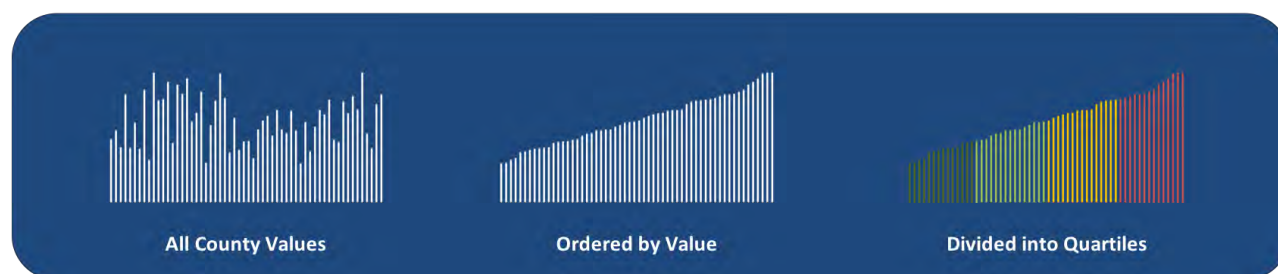 All County Values
Ordered by Value
Divided into Quartiles